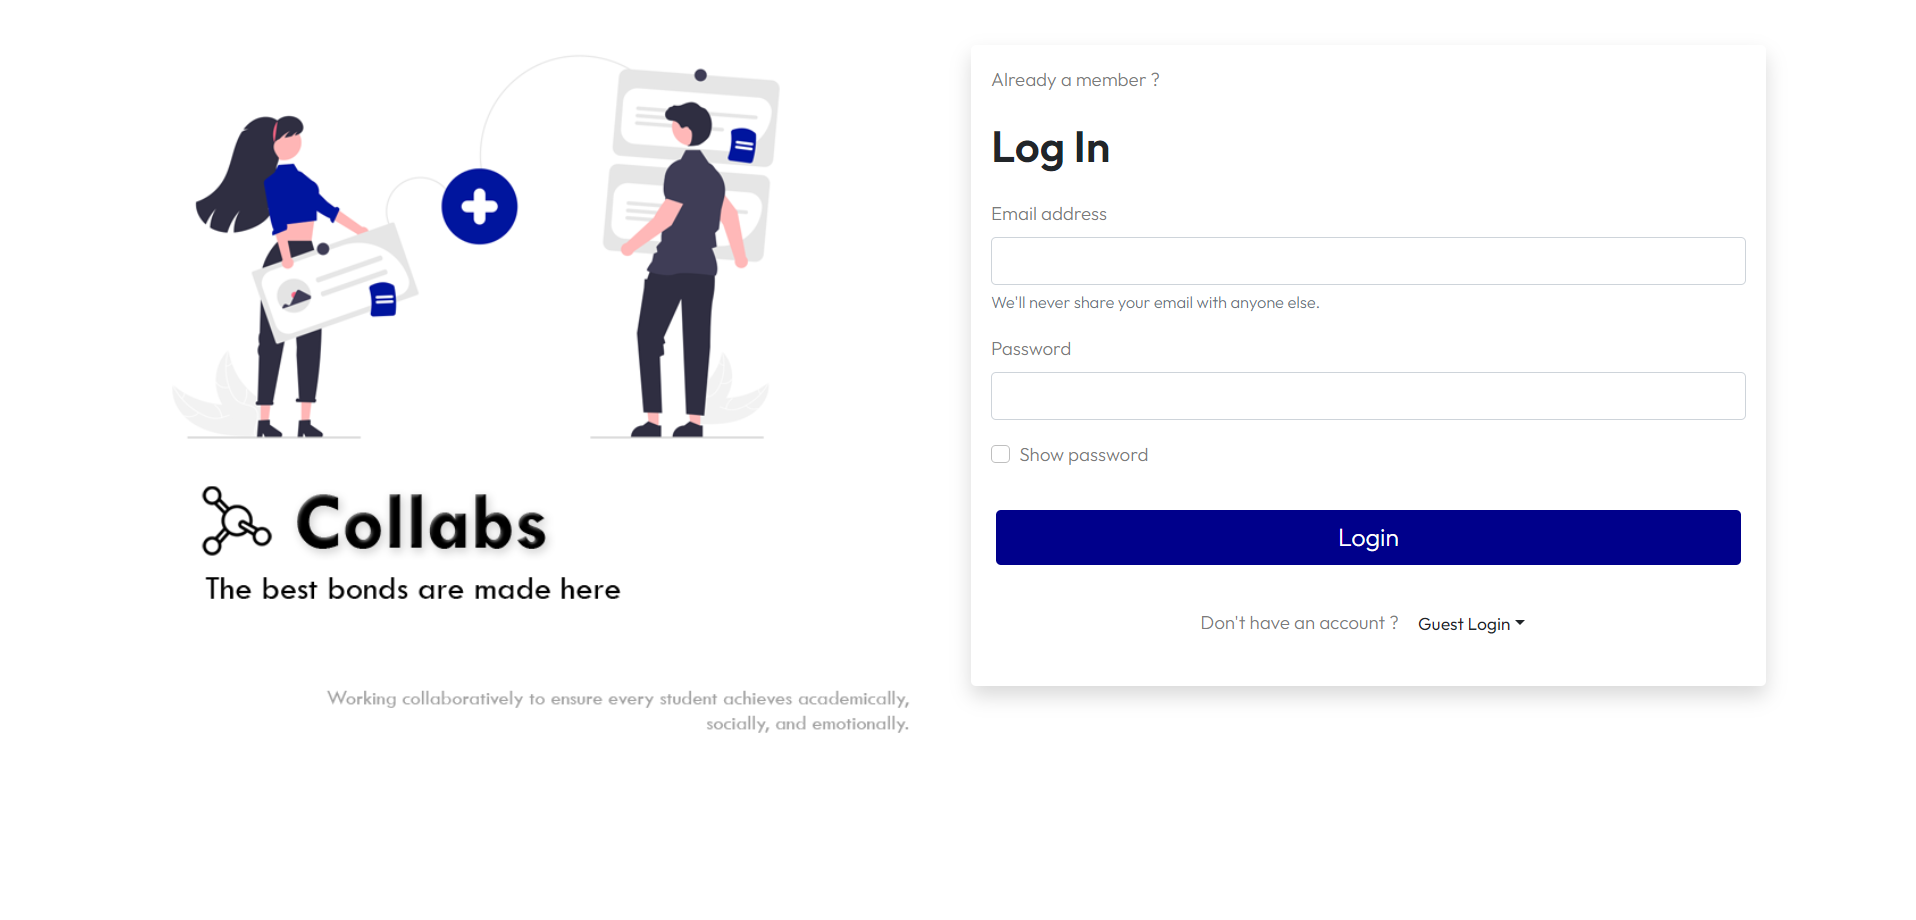 Collabs
The best bonds are made here
Working collaboratively to ensure every student achieves academically,
socially, and emotionally.
Already a member ?
Log In
Email address
We'll never share your email with anyone else.
Password
Show password
Login
Don't have an account ? Guest Login